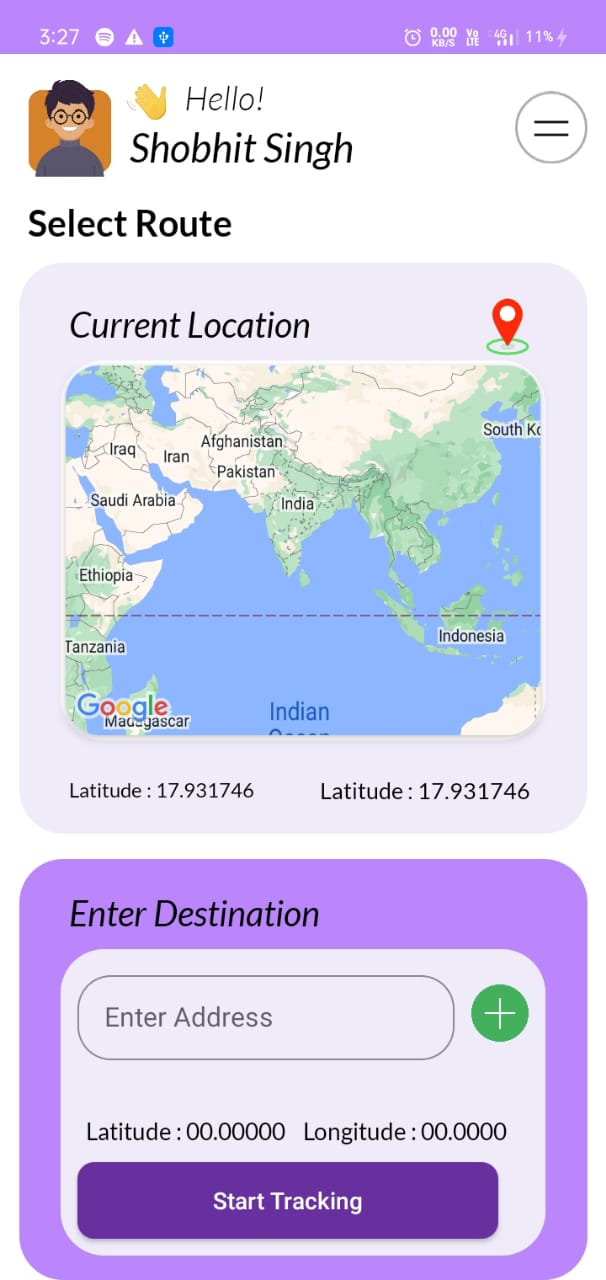 3:27 0.00 KB/S Vo LTE 4G 11%
Hello!
Shobhit Singh
Select Route
Current Location
South Ko
Afghanistan
Iraq
Iran
Pakistan
Saudi Arabia
India
Ethiopia
Indonesia
Tanzania
Google
Madagascar
Indian
Ocean
Latitude : 17.931746 Latitude : 17.931746
Enter Destination
Enter Address
Latitude : 00.00000 Longitude : 00.0000
Start Tracking